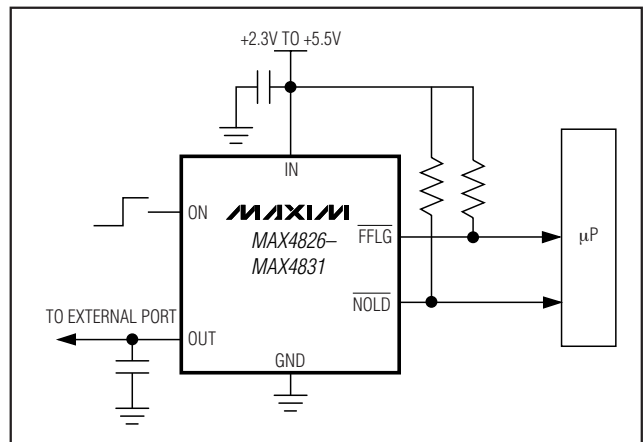 +2.3V TO +5.5V
IN
ON
MAXIM
MAX4826–
MAX4831
FFLG
NOLD
μP
TO EXTERNAL PORT
OUT
GND